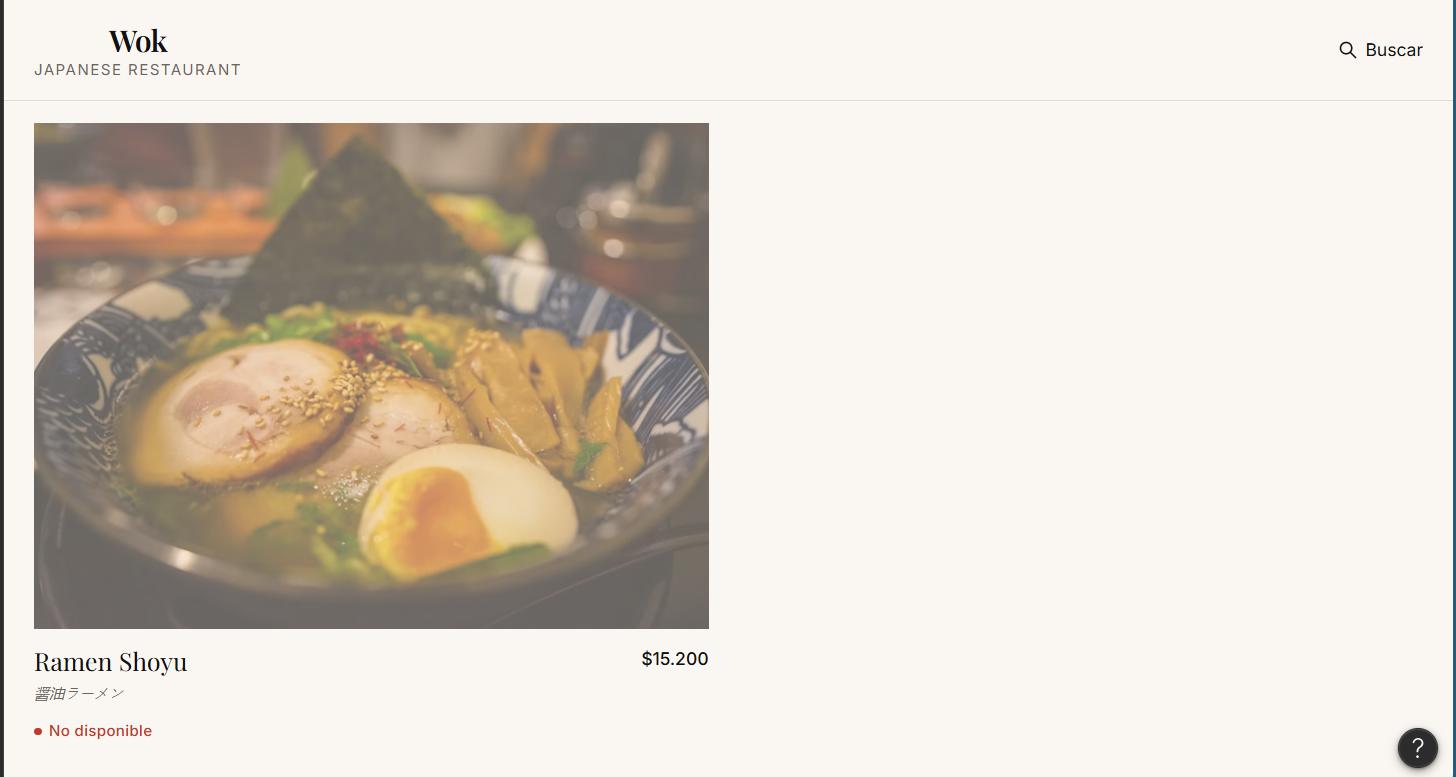 Wok
JAPANESE RESTAURANT
Buscar
Ramen Shoyu
$15.200
醤油ラーメン
No disponible
?